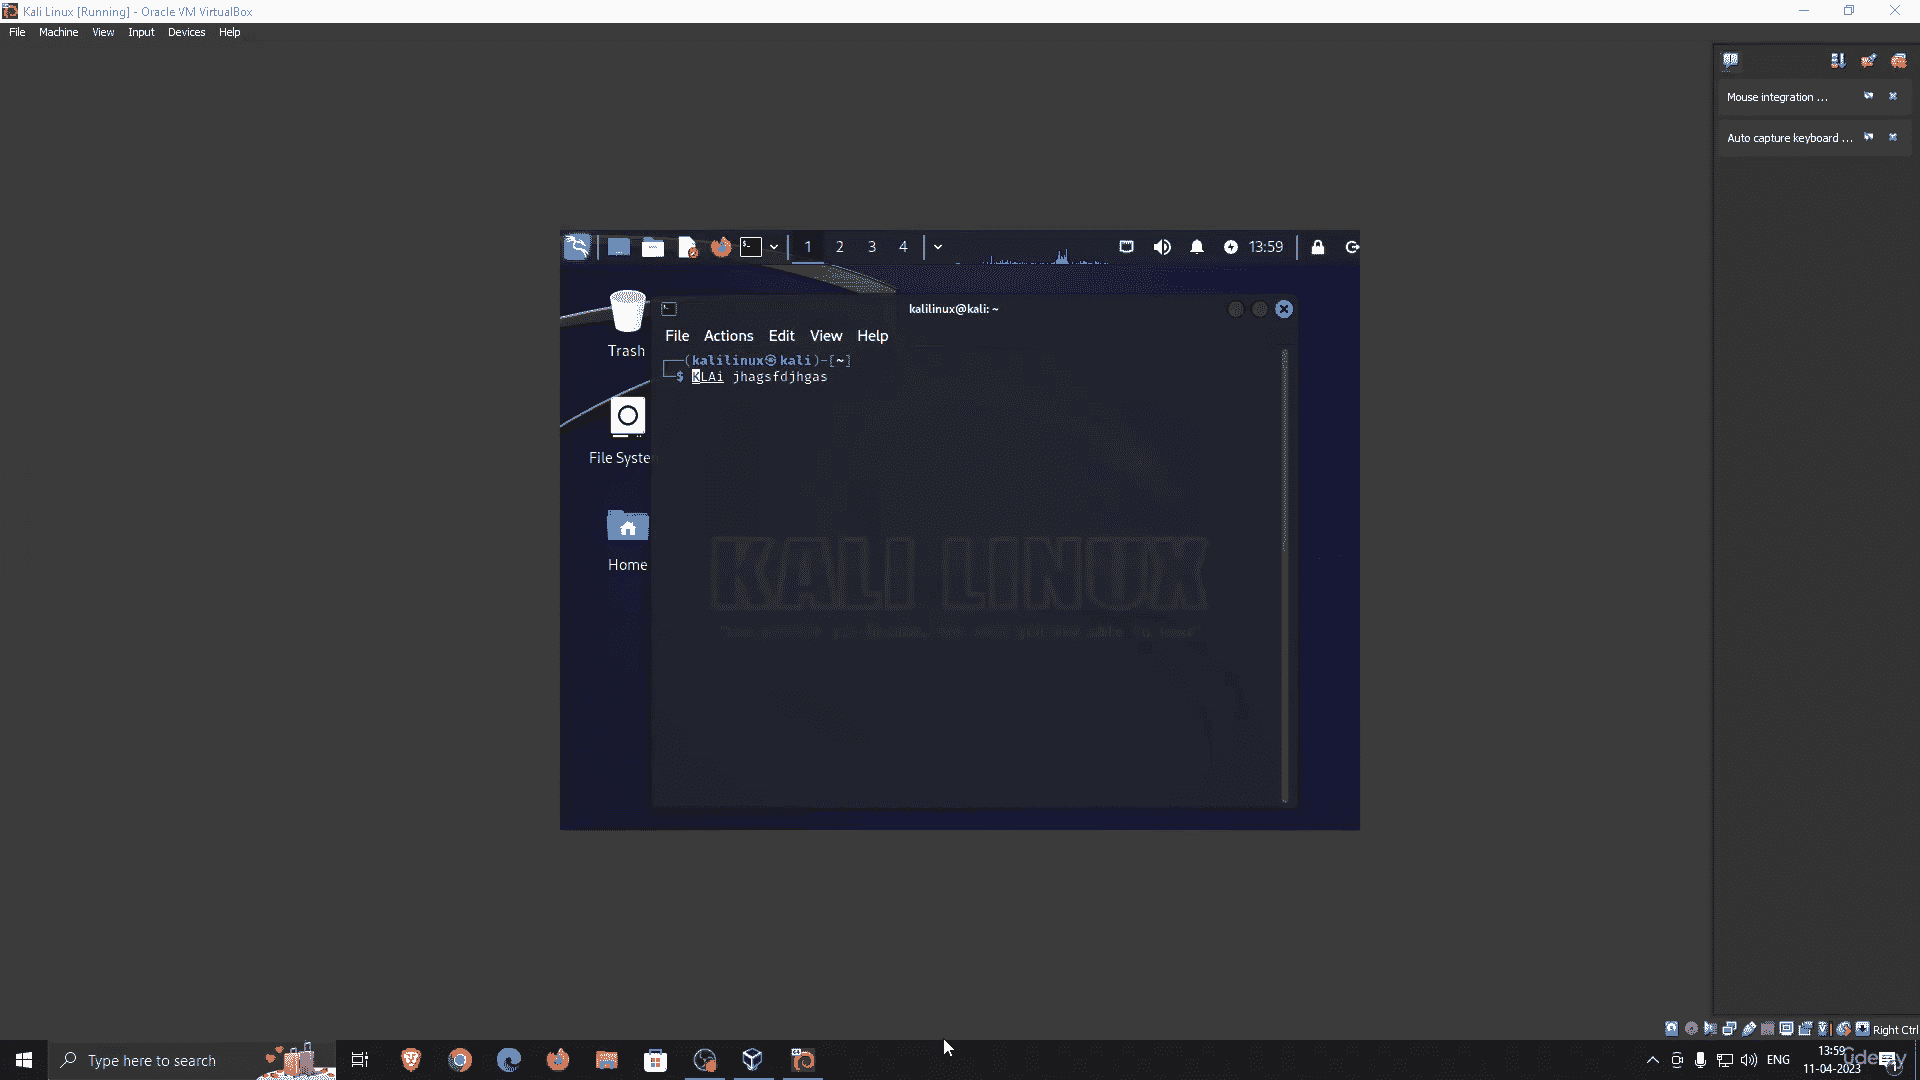 Kali Linux [Running] - Oracle VM VirtualBox
File Machine View Input Devices Help
Mouse integration ...
Auto capture keyboard ...
1 2 3 4 13:59
kalilinux@kali: ~
File Actions Edit View Help
(kalilinux㉿kali)-[~]
$ KLAi jhagsfdjhgas
Trash
File Syste
Home
KALI LINUX
Right Ctrl
Type here to search
ENG
13:59
11-04-2023
Udemy
1